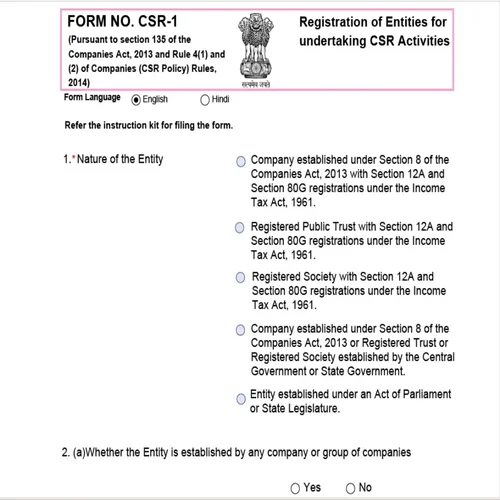 FORM NO. CSR-1
(Pursuant to section 135 of the
Companies Act, 2013 and Rule 4(1) and
(2) of Companies (CSR Policy) Rules,
2014)
सत्यमेव जयते
Registration of Entities for
undertaking CSR Activities
Form Language English Hindi
Refer the instruction kit for filing the form.
1.* Nature of the Entity
Company established under Section 8 of the
Companies Act, 2013 with Section 12A and
Section 80G registrations under the Income
Tax Act, 1961.
Registered Public Trust with Section 12A and
Section 80G registrations under the Income
Tax Act, 1961.
Registered Society with Section 12A and
Section 80G registrations under the Income
Tax Act, 1961.
Company established under Section 8 of the
Companies Act, 2013 or Registered Trust or
Registered Society established by the Central
Government or State Government.
Entity established under an Act of Parliament
or State Legislature.
2. (a)Whether the Entity is established by any company or group of companies
Yes No